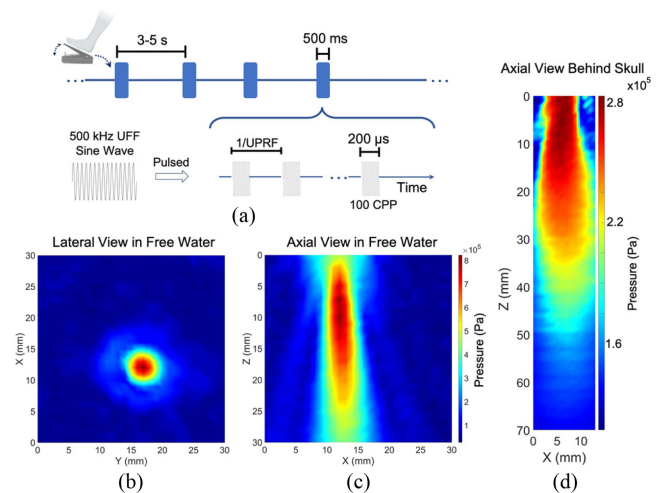 3-5 s
500 ms
500 kHz UFF
Sine Wave
Pulsed
1/UPRF
200 µs
Time
100 CPP
(a)
Lateral View in Free Water
X (mm)
30
25
20
15
10
5
0
0 5 10 15 20 25 30
Y (mm)
(b)
Axial View in Free Water
Z (mm)
0
5
10
15
20
25
30
0 5 10 15 20 25 30
X (mm)
×10⁵
8
7
6
5
4
3
2
1
Pressure (Pa)
(c)
Axial View Behind Skull
×10⁵
Z (mm)
0
10
20
30
40
50
60
70
0 5 10
X (mm)
2.8
2.2
1.6
Pressure (Pa)
(d)